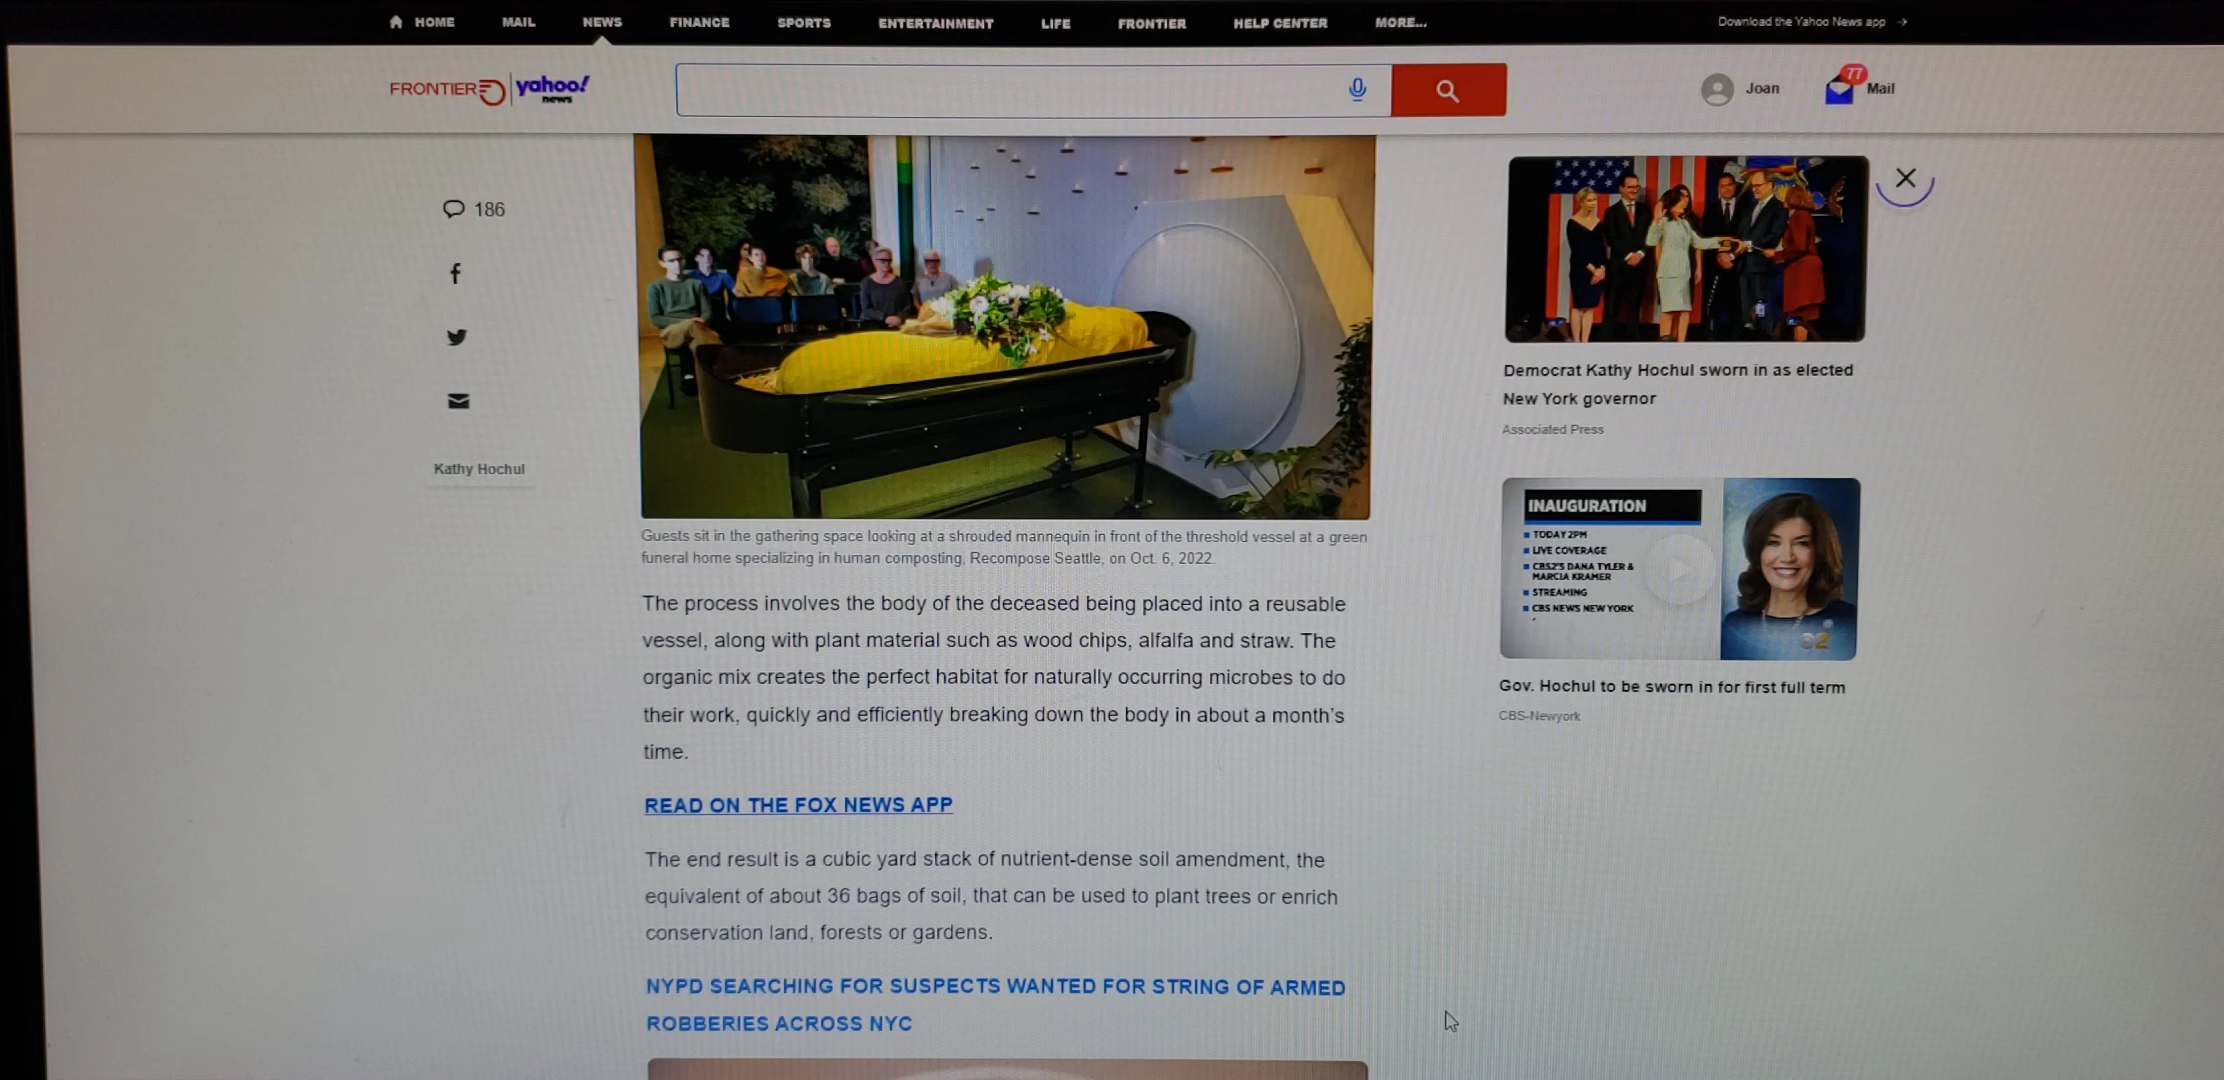 HOME MAIL NEWS FINANCE SPORTS ENTERTAINMENT LIFE FRONTIER HELP CENTER MORE... Download the Yahoo News app →
FRONTIER yahoo! news
Joan
77
Mail
186
f
Kathy Hochul
Guests sit in the gathering space looking at a shrouded mannequin in front of the threshold vessel at a green
funeral home specializing in human composting, Recompose Seattle, on Oct. 6, 2022.
The process involves the body of the deceased being placed into a reusable
vessel, along with plant material such as wood chips, alfalfa and straw. The
organic mix creates the perfect habitat for naturally occurring microbes to do
their work, quickly and efficiently breaking down the body in about a month's
time.
READ ON THE FOX NEWS APP
The end result is a cubic yard stack of nutrient-dense soil amendment, the
equivalent of about 36 bags of soil, that can be used to plant trees or enrich
conservation land, forests or gardens.
NYPD SEARCHING FOR SUSPECTS WANTED FOR STRING OF ARMED
ROBBERIES ACROSS NYC
Democrat Kathy Hochul sworn in as elected
New York governor
Associated Press
INAUGURATION
TODAY 2PM
LIVE COVERAGE
CBS2'S DANA TYLER &
MARCIA KRAMER
STREAMING
CBS NEWS NEW YORK
2
Gov. Hochul to be sworn in for first full term
CBS-Newyork